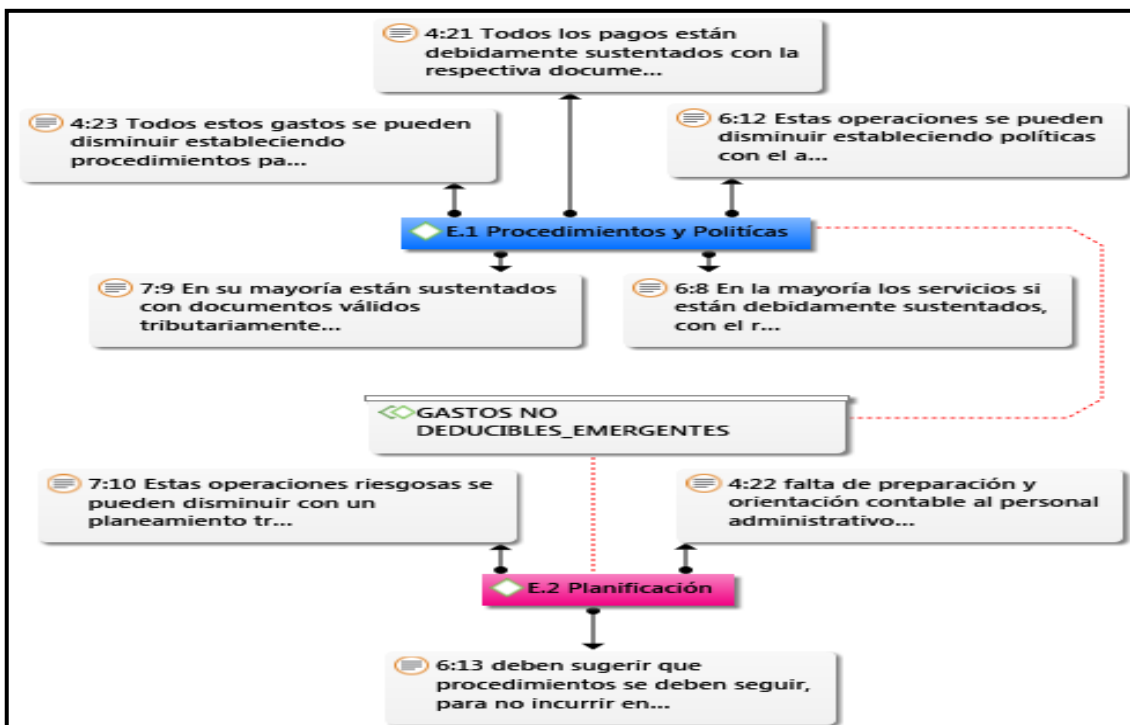 4:21 Todos los pagos están
debidamente sustentados con la
respectiva docume...
4:23 Todos estos gastos se pueden
disminuir estableciendo
procedimientos pa...
6:12 Estas operaciones se pueden
disminuir estableciendo políticas
con el a...
E.1 Procedimientos y Politícas
7:9 En su mayoría están sustentados
con documentos válidos
tributariamente...
6:8 En la mayoría los servicios si
están debidamente sustentados,
con el r...
GASTOS NO
DEDUCIBLES_EMERGENTES
7:10 Estas operaciones riesgosas se
pueden disminuir con un
planeamiento tr...
4:22 falta de preparación y
orientación contable al personal
administrativo...
E.2 Planificación
6:13 deben sugerir que
procedimientos se deben seguir,
para no incurrir en...